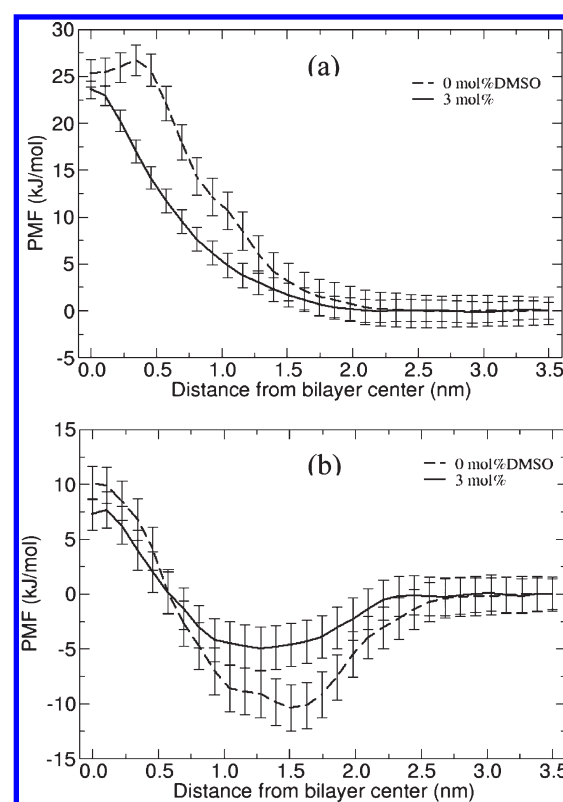 30
(a)
25
0 mol%DMSO
3 mol%
20
15
10
5
0
-5
PMF (kJ/mol)
0.0 0.5 1.0 1.5 2.0 2.5 3.0 3.5
Distance from bilayer center (nm)
15
(b)
0 mol%DMSO
10
3 mol%
5
0
-5
-10
-15
PMF (kJ/mol)
0.0 0.5 1.0 1.5 2.0 2.5 3.0 3.5
Distance from bilayer center (nm)